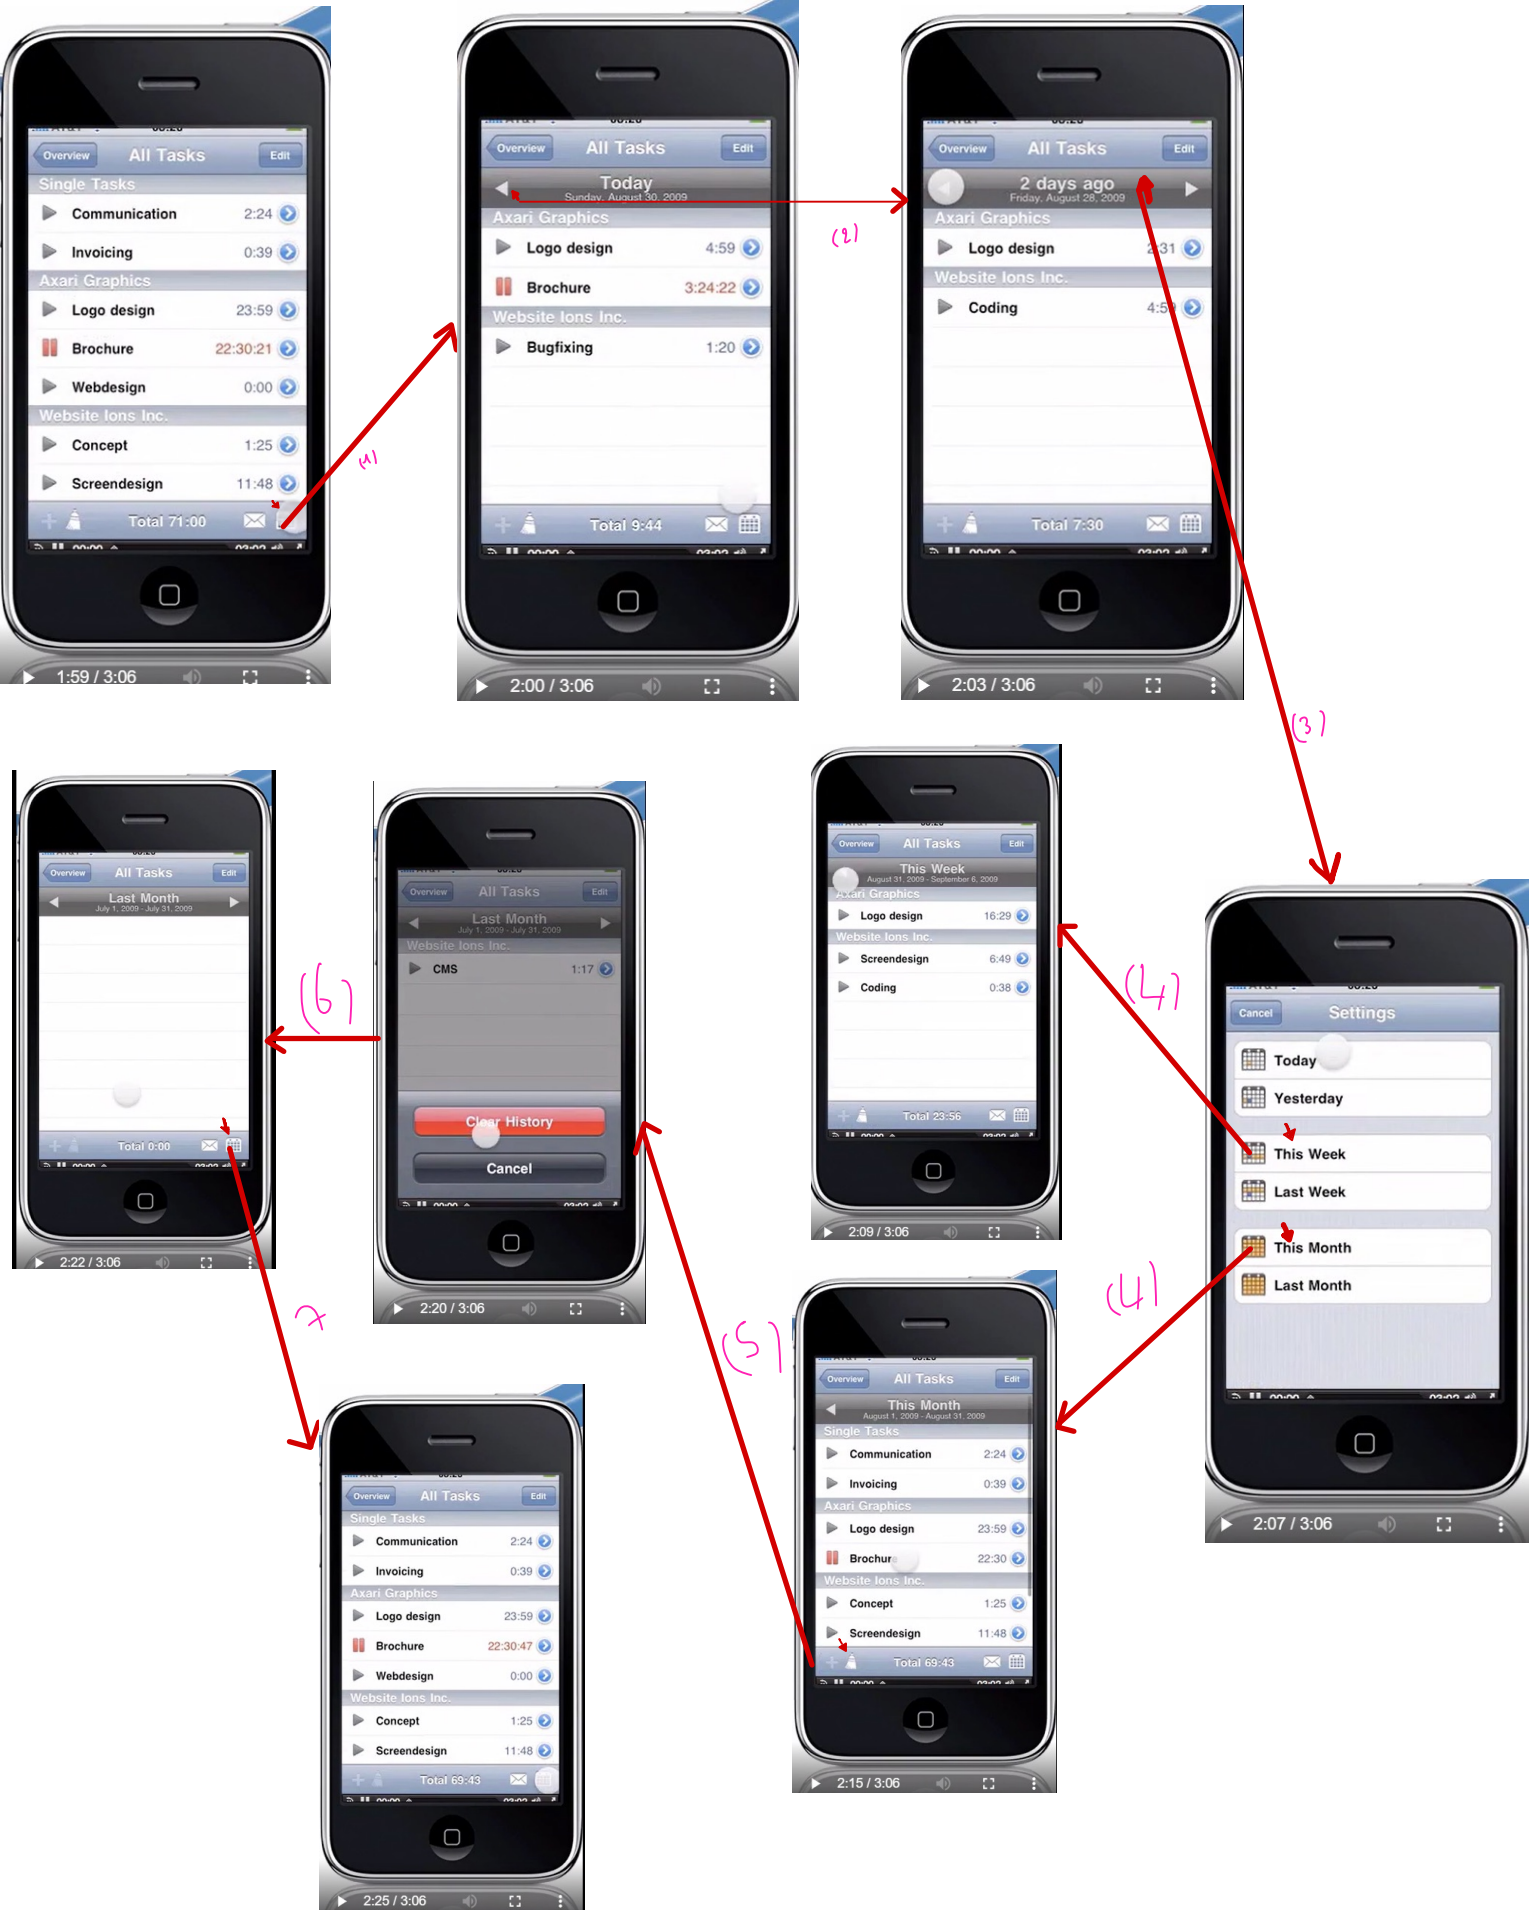 All Tasks
Overview
Edit
Single Tasks
Communication 2:24
Invoicing 0:39
Axari Graphics
Logo design 23:59
Brochure 22:30:21
Webdesign 0:00
Website Ions Inc.
Concept 1:25
Screendesign 11:48
Total 71:00
1:59 / 3:06
(1)
Overview
All Tasks
Edit
Today
Sunday, August 30, 2009
Axari Graphics
Logo design 4:59
Brochure 3:24:22
Website Ions Inc.
Bugfixing 1:20
Total 9:44
2:00 / 3:06
(2)
Overview
All Tasks
Edit
2 days ago
Friday, August 28, 2009
Axari Graphics
Logo design 2:31
Website Ions Inc.
Coding
Total 7:30
2:03 / 3:06
(3)
Cancel
Settings
Today
Yesterday
This Week
Last Week
This Month
Last Month
2:07 / 3:06
(4)
Overview
All Tasks
Edit
This Week
August 31, 2009 - September 6, 2009
Axari Graphics
Logo design 16:29
Website Ions Inc.
Screendesign 6:49
Coding 0:38
Total 23:56
2:09 / 3:06
(4)
Overview
All Tasks
Edit
This Month
August 1, 2009 - August 31, 2009
Single Tasks
Communication 2:24
Invoicing 0:39
Axari Graphics
Logo design 23:59
Brochure 22:30
Website Ions Inc.
Concept 1:25
Screendesign 11:48
Total 69:43
2:15 / 3:06
(5)
Overview
All Tasks
Edit
Last Month
July 1, 2009 - July 31, 2009
Website Ions Inc.
CMS 1:17
Clear History
Cancel
2:20 / 3:06
(6)
Overview
All Tasks
Edit
Last Month
July 1, 2009 - July 31, 2009
Total 0:00
2:22 / 3:06
7
Overview
All Tasks
Edit
Single Tasks
Communication 2:24
Invoicing 0:39
Axari Graphics
Logo design 23:59
Brochure 22:30:47
Webdesign 0:00
Website Ions Inc.
Concept 1:25
Screendesign 11:48
Total 69:43
2:25 / 3:06